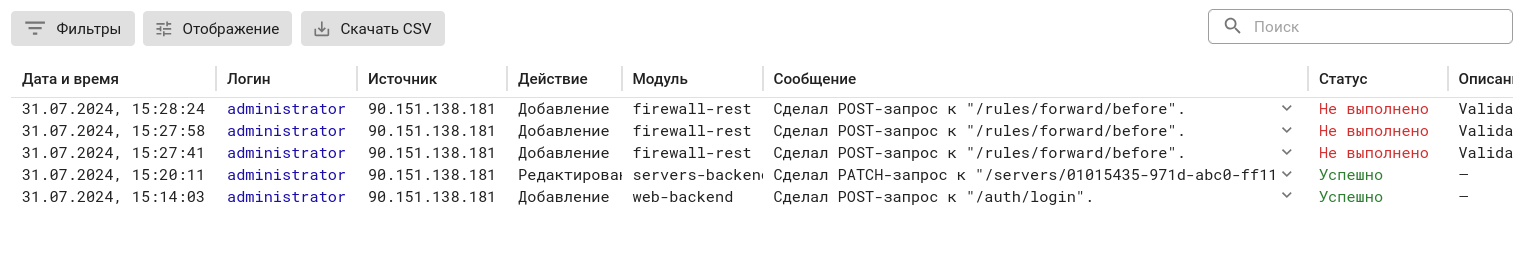 Фильтры Отображение Скачать CSV Поиск
Дата и время Логин Источник Действие Модуль Сообщение Статус Описан
31.07.2024, 15:28:24 administrator 90.151.138.181 Добавление firewall-rest Сделал POST-запрос к "/rules/forward/before". Не выполнено Valida
31.07.2024, 15:27:58 administrator 90.151.138.181 Добавление firewall-rest Сделал POST-запрос к "/rules/forward/before". Не выполнено Valida
31.07.2024, 15:27:41 administrator 90.151.138.181 Добавление firewall-rest Сделал POST-запрос к "/rules/forward/before". Не выполнено Valida
31.07.2024, 15:20:11 administrator 90.151.138.181 Редактирован servers-backend Сделал PATCH-запрос к "/servers/01015435-971d-abc0-ff11 Успешно —
31.07.2024, 15:14:03 administrator 90.151.138.181 Добавление web-backend Сделал POST-запрос к "/auth/login". Успешно —